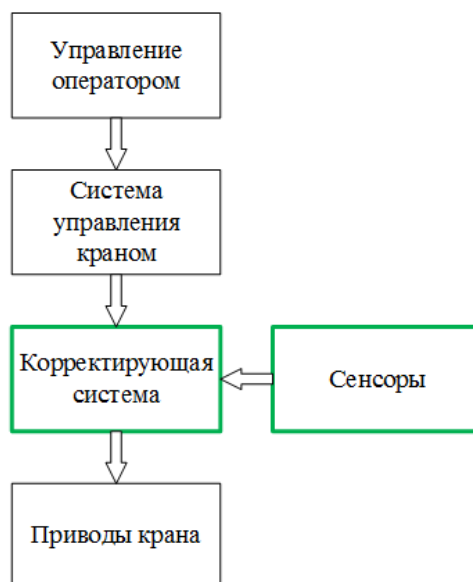 Управление
оператором
Система
управления
краном
Корректирующая
система
Сенсоры
Приводы крана